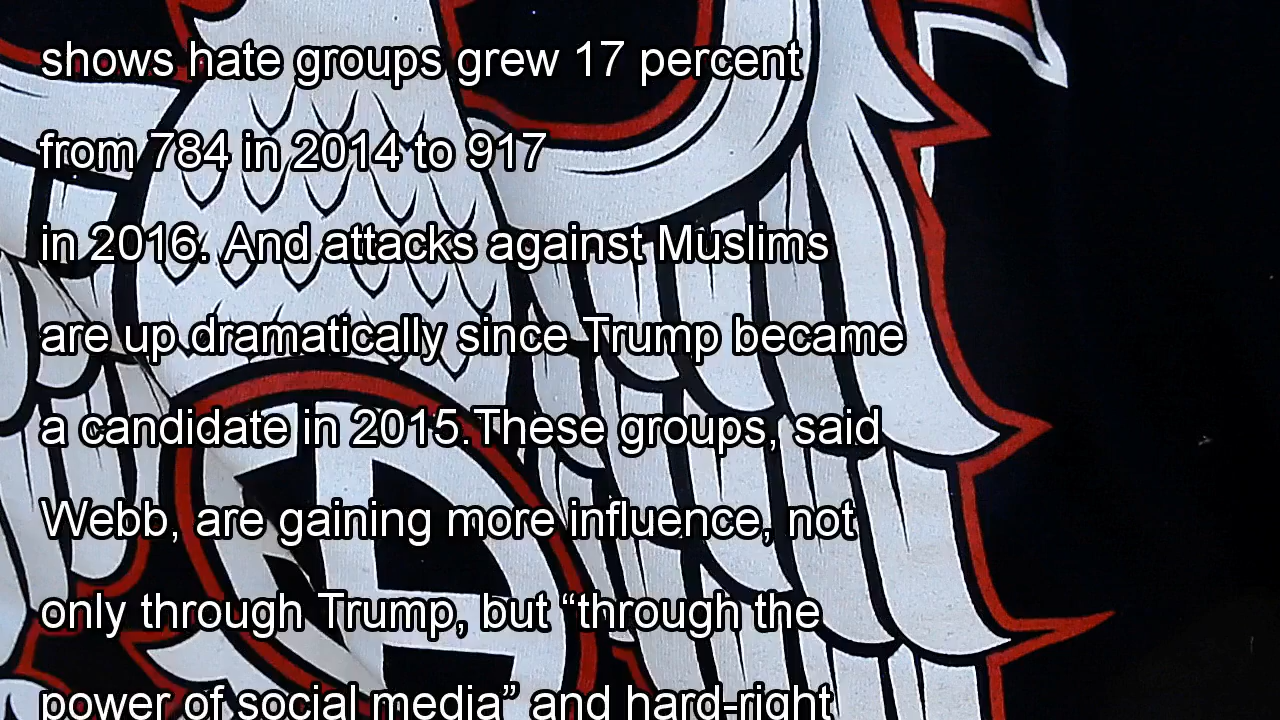 shows hate groups grew 17 percent
from 784 in 2014 to 917
in 2016. And attacks against Muslims
are up dramatically since Trump became
a candidate in 2015.These groups, said
Webb, are gaining more influence, not
only through Trump, but “through the
power of social media” and hard-right